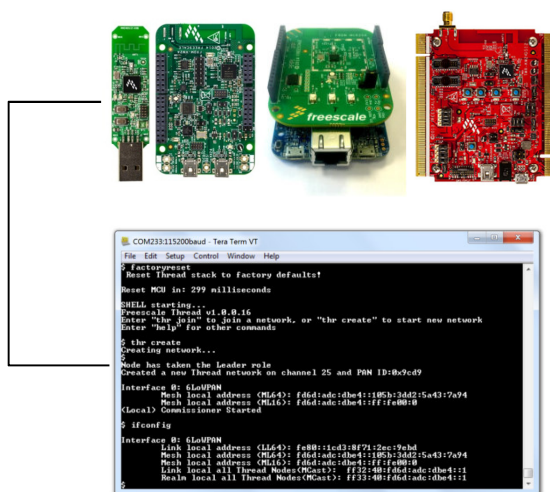 freescale
COM233:115200baud - Tera Term VT
File Edit Setup Control Window Help
$ factoryreset
Reset Thread stack to factory defaults!
Reset MCU in: 299 milliseconds
SHELL starting...
Freescale Thread v1.0.0.16
Enter "thr join" to join a network, or "thr create" to start new network
Enter "help" for other commands
$ thr create
Creating network...
$
Node has taken the Leader role
Created a new Thread network on channel 25 and PAN ID:0x9cd9
Interface 0: 6LoWPAN
Mesh local address (ML64): fd6d:adc:dbe4::105b:3dd2:5a43:7a94
Mesh local address (ML16): fd6d:adc:dbe4::ff:fe00:0
(Local) Commissioner Started
$ ifconfig
Interface 0: 6LoWPAN
Link local address (LL64): fe80::1cd3:8f71:2ec:9ebd
Mesh local address (ML64): fd6d:adc:dbe4::105b:3dd2:5a43:7a94
Mesh local address (ML16): fd6d:adc:dbe4::ff:fe00:0
Link local all Thread Nodes(MCast): ff32:40:fd6d:adc:dbe4::1
Realm local all Thread Nodes(MCast): ff33:40:fd6d:adc:dbe4::1
$